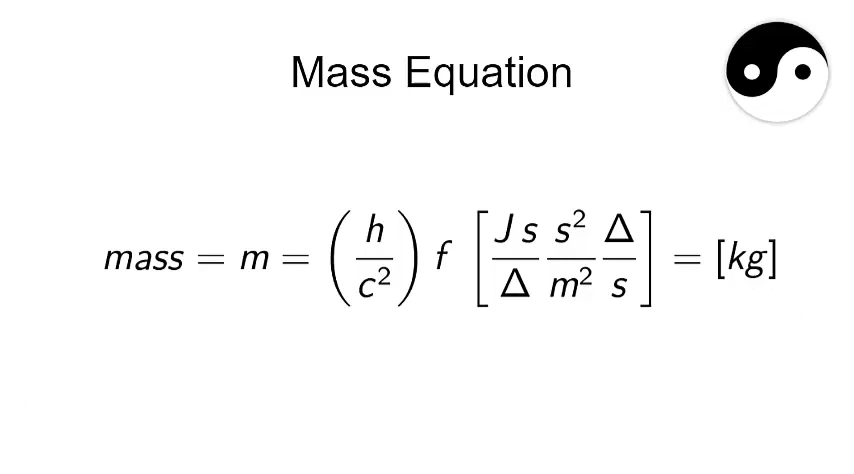 Mass Equation
mass = m = (h/c²) f [J s/Δ s²/m² Δ/s] = [kg]